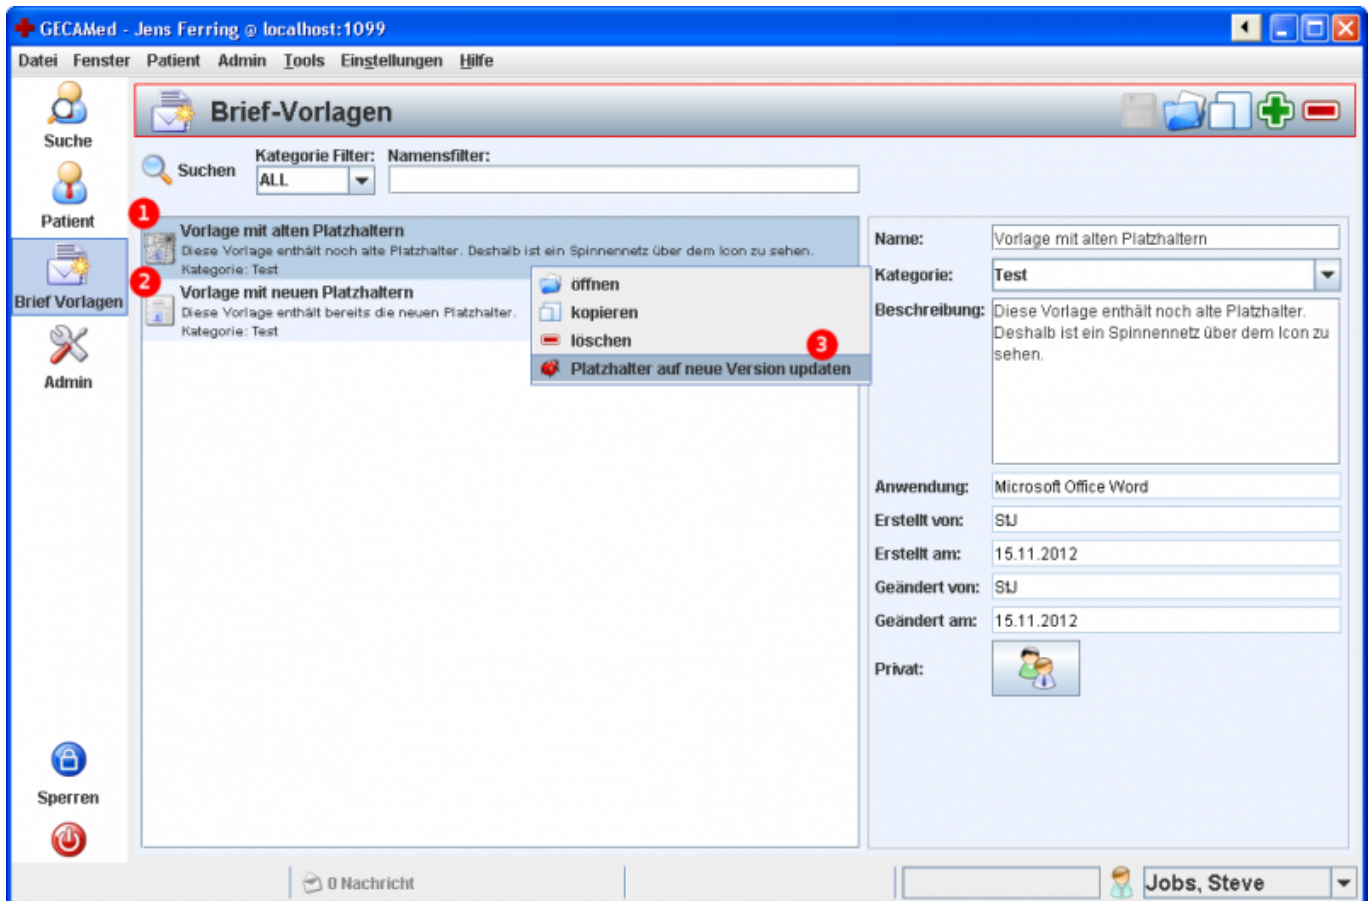 GECAMed - Jens Ferring @ localhost:1099
Datei Fenster Patient Admin Tools Einstellungen Hilfe
Suche
Patient
Brief Vorlagen
Admin
Sperren
Brief-Vorlagen
Suchen
Kategorie Filter: Namensfilter:
ALL
1
Vorlage mit alten Platzhaltern
Diese Vorlage enthält noch alte Platzhalter. Deshalb ist ein Spinnennetz über dem Icon zu sehen.
Kategorie: Test
2
Vorlage mit neuen Platzhaltern
Diese Vorlage enthält bereits die neuen Platzhalter.
Kategorie: Test
öffnen
kopieren
löschen
3
Platzhalter auf neue Version updaten
Name: Vorlage mit alten Platzhaltern
Kategorie: Test
Beschreibung: Diese Vorlage enthält noch alte Platzhalter.
Deshalb ist ein Spinnennetz über dem Icon zu
sehen.
Anwendung: Microsoft Office Word
Erstellt von: StJ
Erstellt am: 15.11.2012
Geändert von: StJ
Geändert am: 15.11.2012
Privat:
0 Nachricht
Jobs, Steve